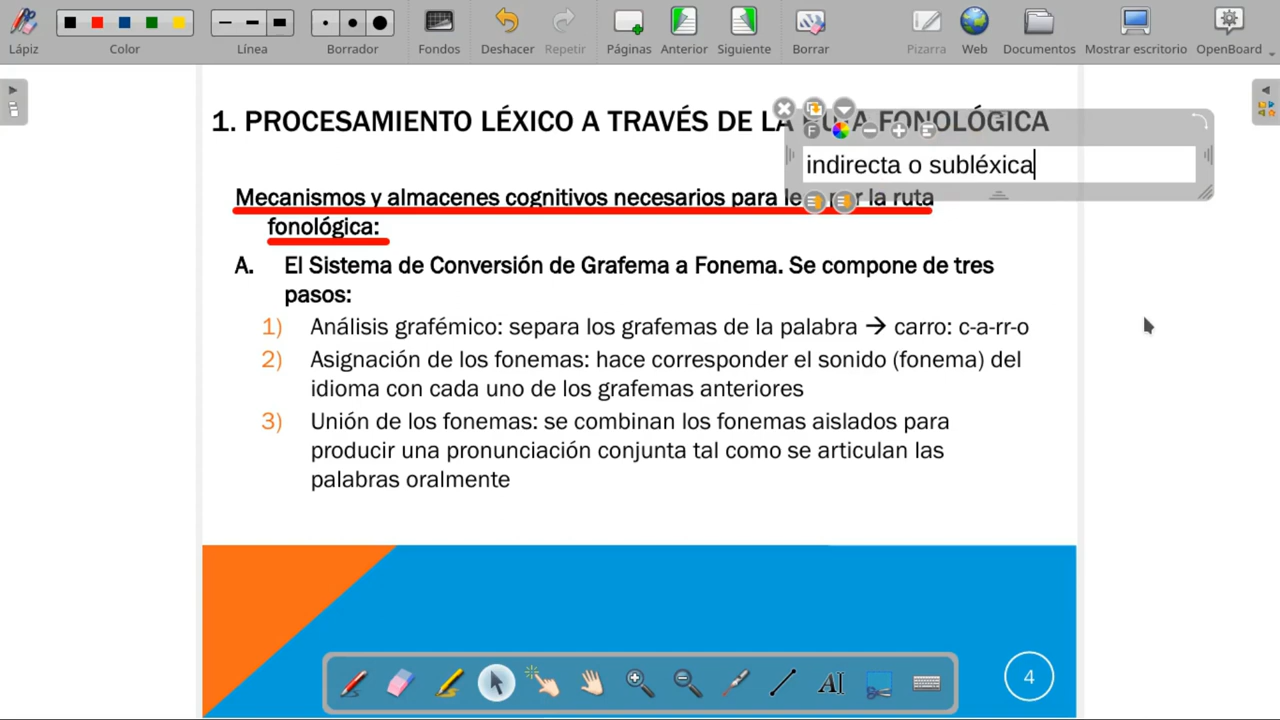 Lápiz
Color
Línea
Borrador
Fondos
Deshacer
Repetir
Páginas
Anterior
Siguiente
Borrar
Pizarra
Web
Documentos
Mostrar escritorio
OpenBoard
1. PROCESAMIENTO LÉXICO A TRAVÉS DE LA RUTA FONOLÓGICA
F
indirecta o subléxica
Mecanismos y almacenes cognitivos necesarios para leer por la ruta
fonológica:
A. El Sistema de Conversión de Grafema a Fonema. Se compone de tres
pasos:
1) Análisis grafémico: separa los grafemas de la palabra → carro: c-a-rr-o
2) Asignación de los fonemas: hace corresponder el sonido (fonema) del
idioma con cada uno de los grafemas anteriores
3) Unión de los fonemas: se combinan los fonemas aislados para
producir una pronunciación conjunta tal como se articulan las
palabras oralmente
AI
4